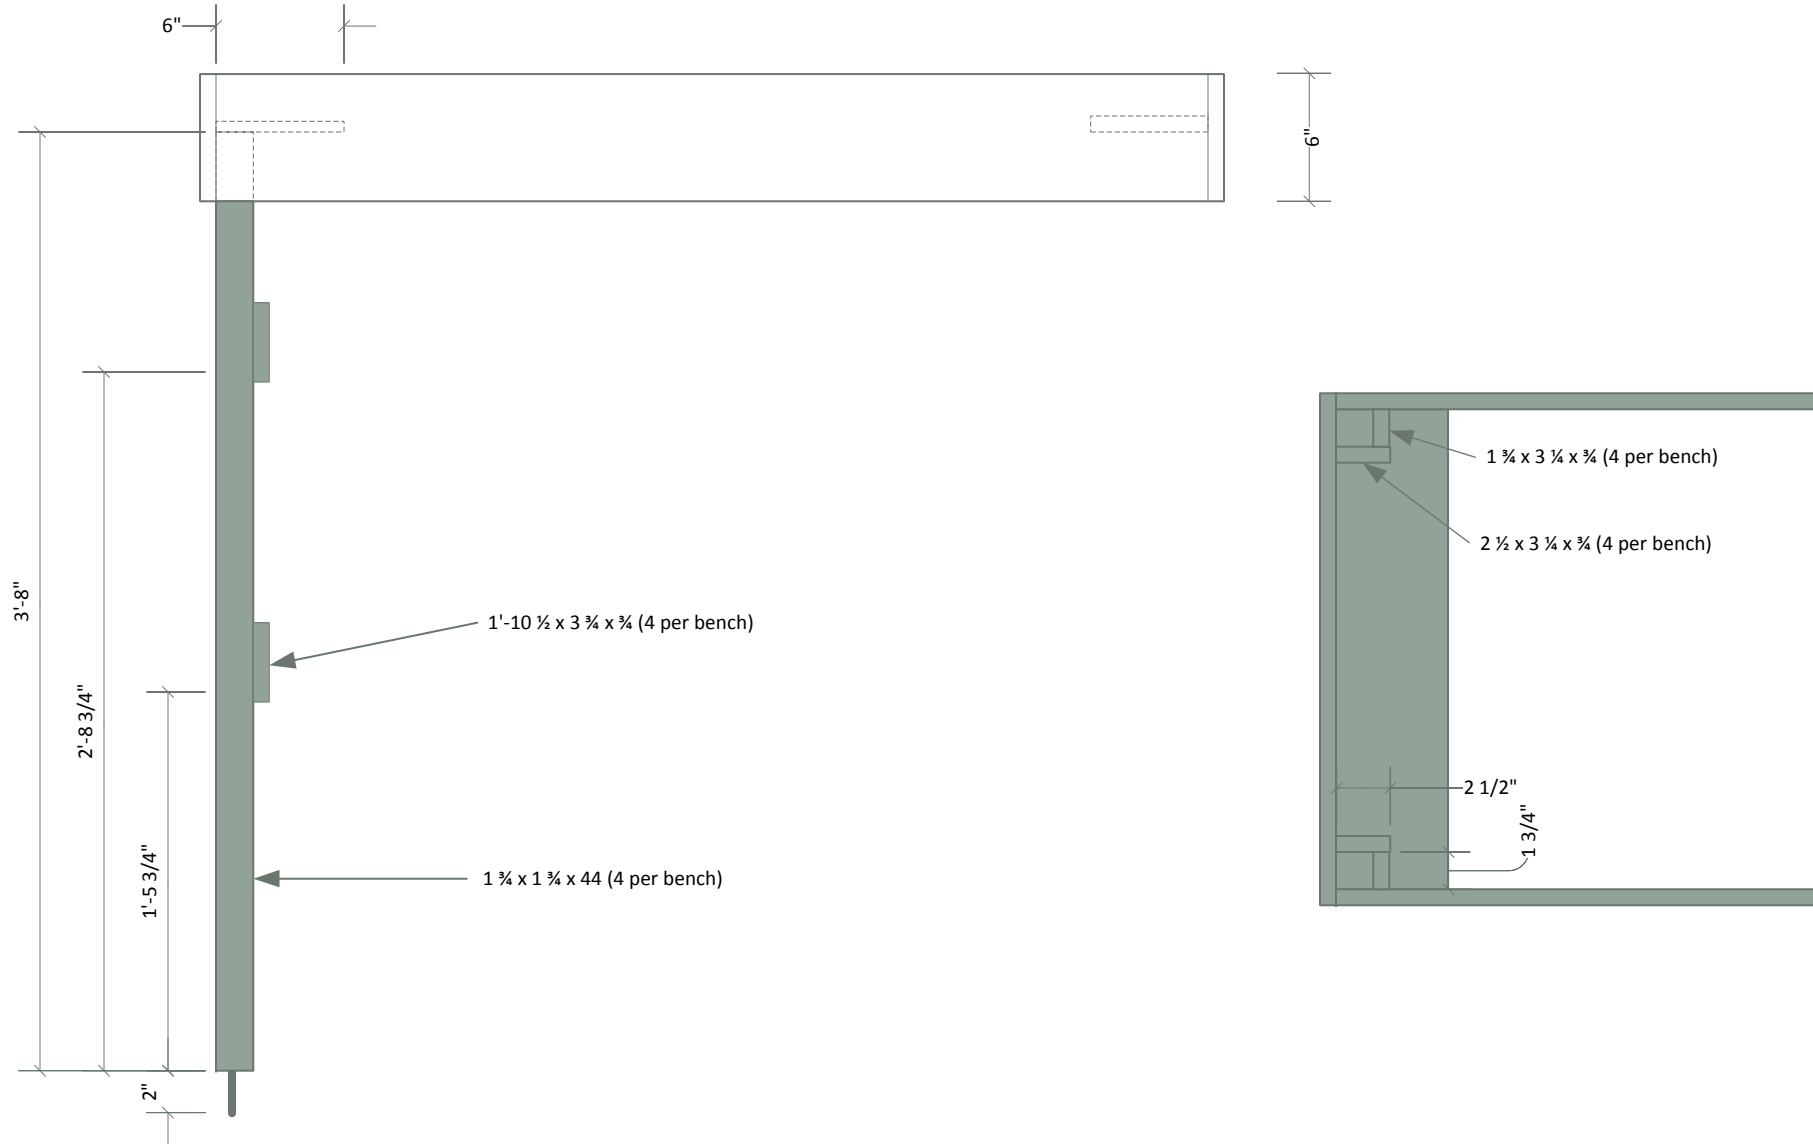 6"
6"
3'-8"
2'-8 3/4"
1'-5 3/4"
2"
1'-10 ½ x 3 ¾ x ¾ (4 per bench)
1 ¾ x 1 ¾ x 44 (4 per bench)
1 ¾ x 3 ¼ x ¾ (4 per bench)
2 ½ x 3 ¼ x ¾ (4 per bench)
2 1/2"
1 3/4"